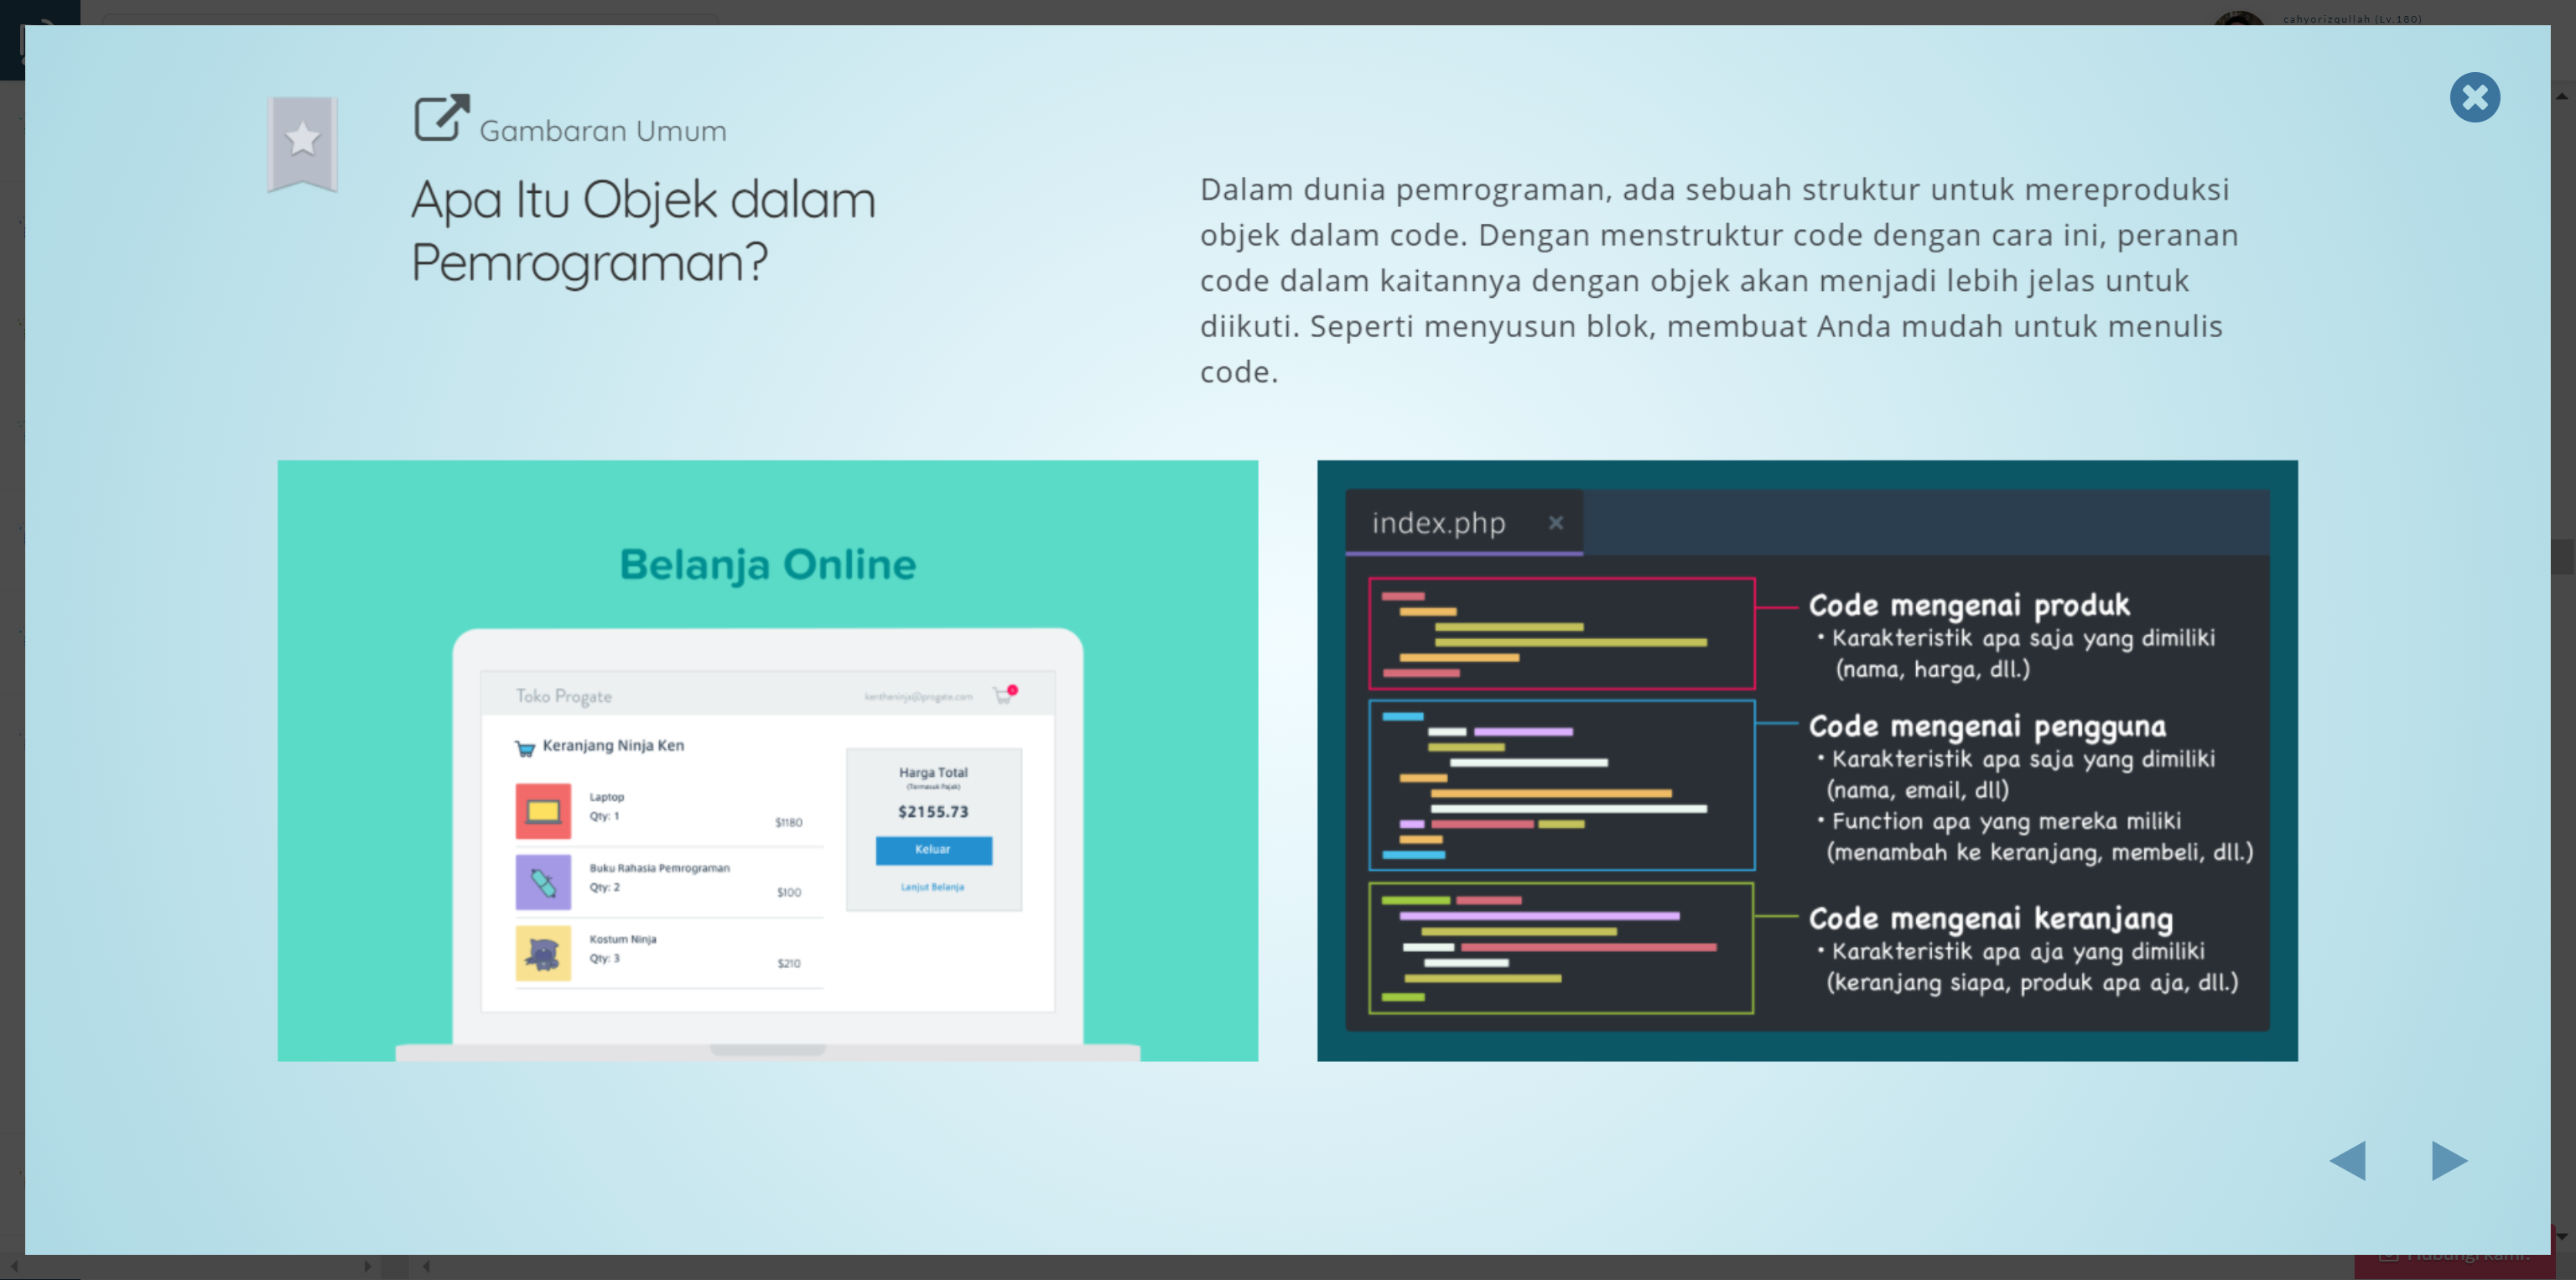 cahyorizqullah (Lv.180)
Gambaran Umum
Apa Itu Objek dalam
Pemrograman?
Dalam dunia pemrograman, ada sebuah struktur untuk mereproduksi
objek dalam code. Dengan menstruktur code dengan cara ini, peranan
code dalam kaitannya dengan objek akan menjadi lebih jelas untuk
diikuti. Seperti menyusun blok, membuat Anda mudah untuk menulis
code.
Belanja Online
Toko Progate
kentheninja@progate.com
Keranjang Ninja Ken
Laptop
Qty: 1
$1180
Buku Rahasia Pemrograman
Qty: 2
$100
Kostum Ninja
Qty: 3
$210
Harga Total
(Termasuk Pajak)
$2155.73
Keluar
Lanjut Belanja
index.php
Code mengenai produk
• Karakteristik apa saja yang dimiliki
(nama, harga, dll.)
Code mengenai pengguna
• Karakteristik apa saja yang dimiliki
(nama, email, dll)
• Function apa yang mereka miliki
(menambah ke keranjang, membeli, dll.)
Code mengenai keranjang
• Karakteristik apa aja yang dimiliki
(keranjang siapa, produk apa aja, dll.)